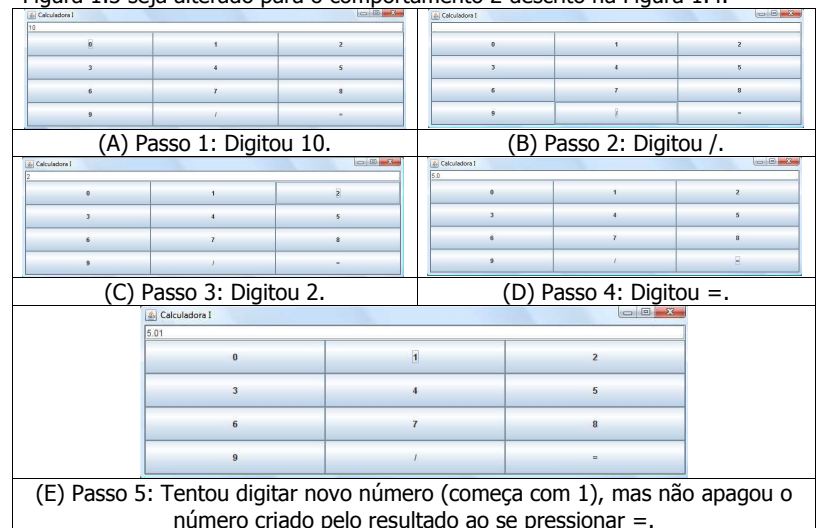 Figura 1.3 seja alterado para o comportamento 2 descrito na Figura 1.4.
Calculadora I
10
0 1 2
3 4 5
6 7 8
9 / =
Calculadora I
0 1 2
3 4 5
6 7 8
9 / =
(A) Passo 1: Digitou 10.
(B) Passo 2: Digitou /.
Calculadora I
2
0 1 2
3 4 5
6 7 8
9 / =
Calculadora I
5.0
0 1 2
3 4 5
6 7 8
9 / =
(C) Passo 3: Digitou 2.
(D) Passo 4: Digitou =.
Calculadora I
5.01
0 1 2
3 4 5
6 7 8
9 / =
(E) Passo 5: Tentou digitar novo número (começa com 1), mas não apagou o
número criado pelo resultado ao se pressionar =.